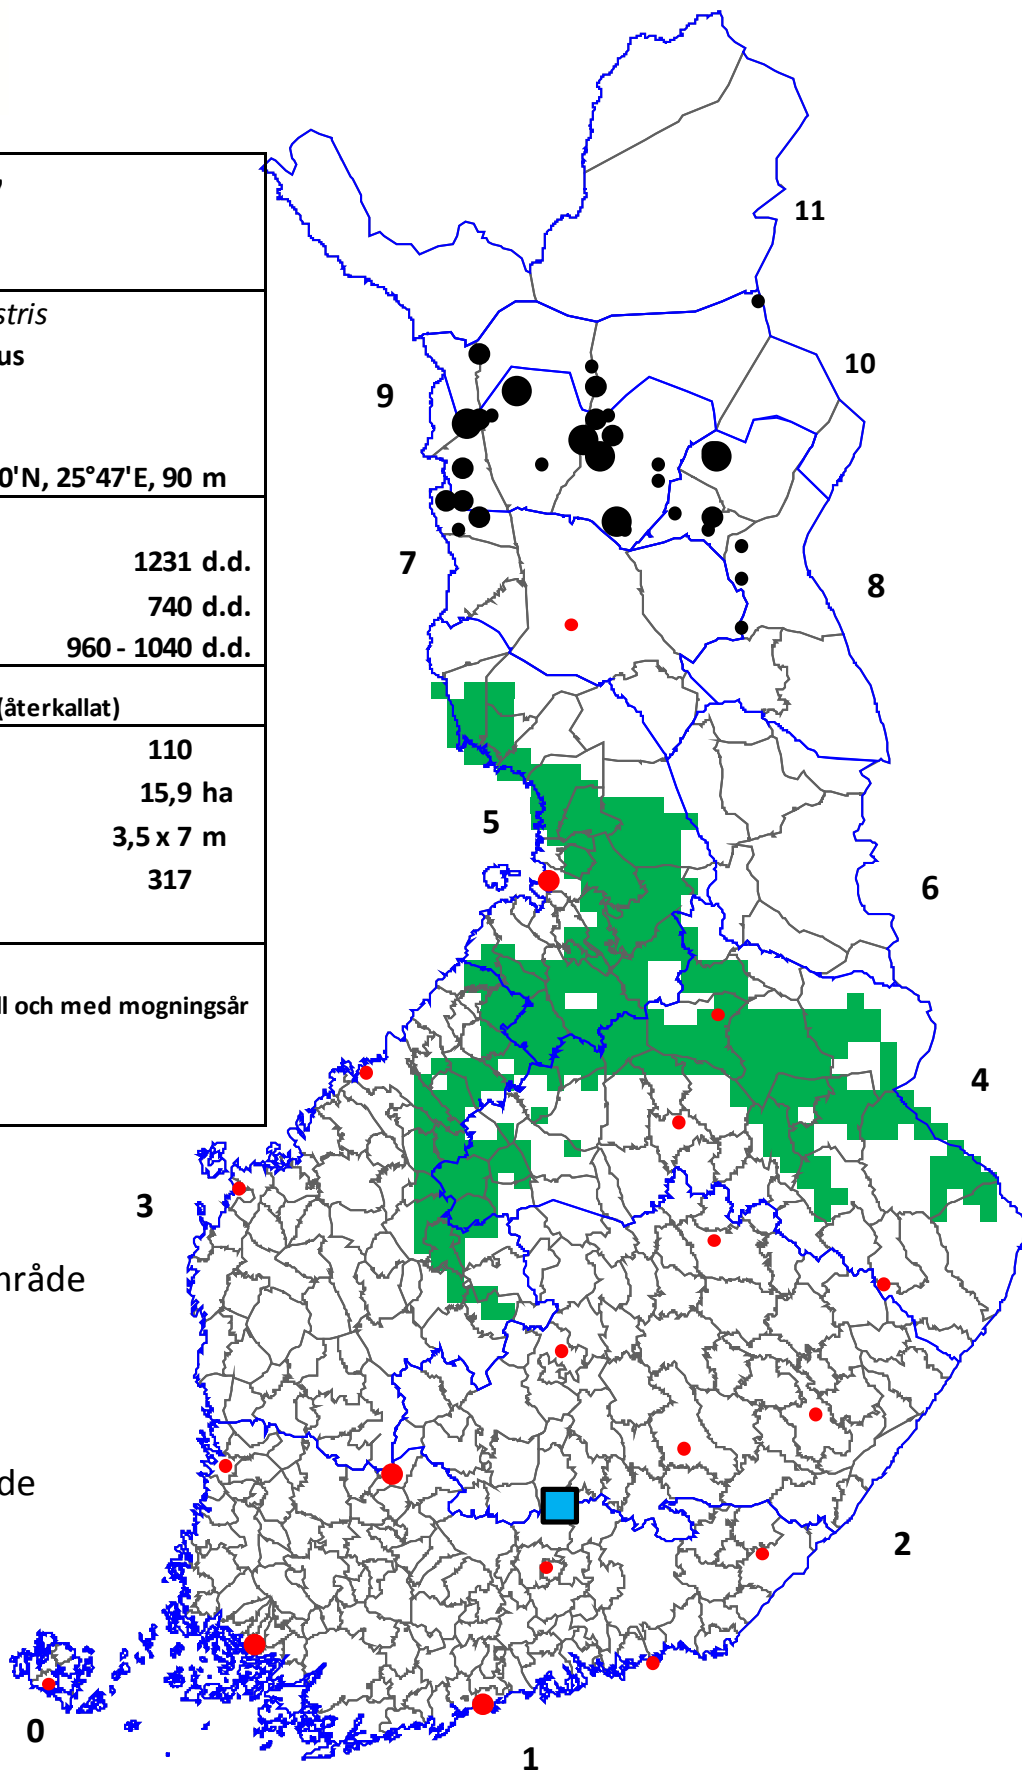 stris
us
0'N, 25°47'E, 90 m
1231 d.d.
740 d.d.
960 - 1040 d.d.
(återkallat)
110
15,9 ha
3,5 x 7 m
317
ll och med mogningsår
nråde
de
11
10
9
8
7
6
5
4
3
2
1
0